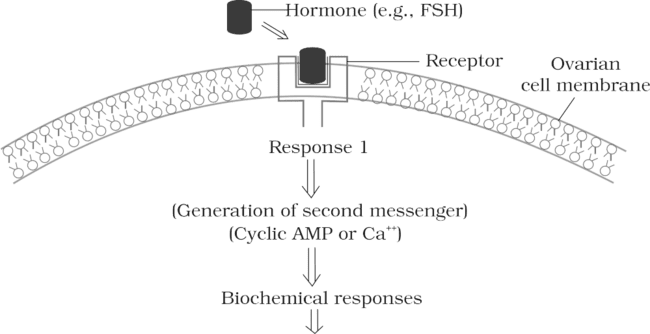 Hormone (e.g., FSH)
Receptor
Ovarian
cell membrane
Response 1
(Generation of second messenger)
(Cyclic AMP or Ca⁺⁺)
Biochemical responses